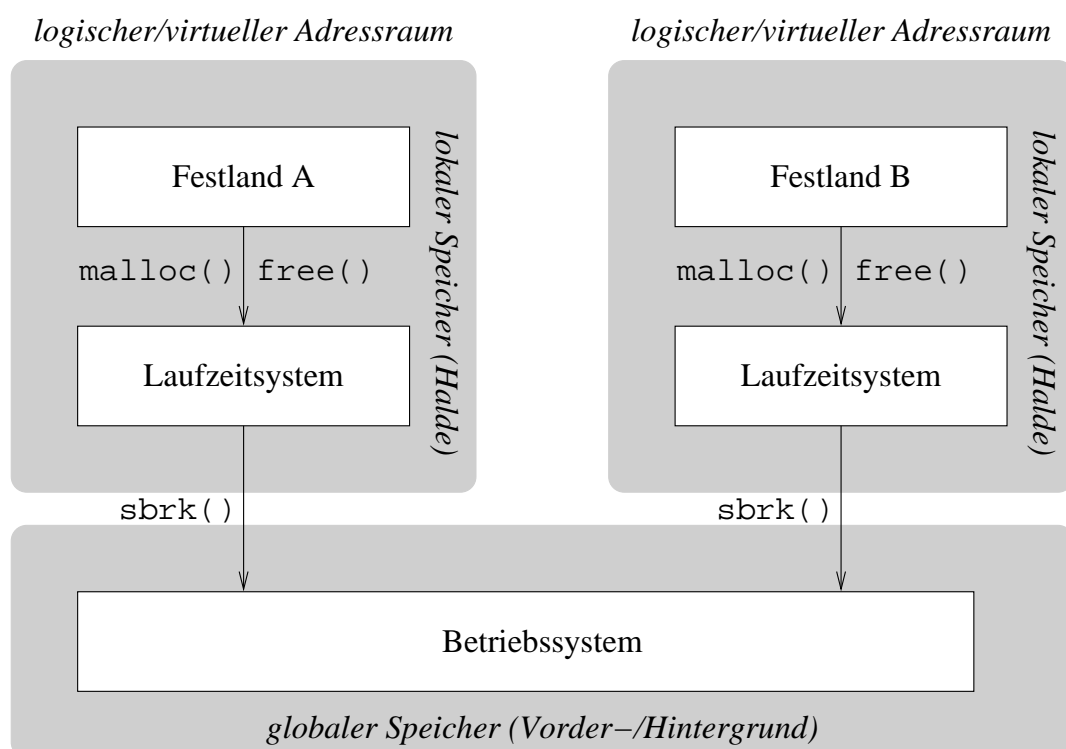 logischer/virtueller Adressraum
logischer/virtueller Adressraum
Festland A
lokaler Speicher (Halde)
Festland B
lokaler Speicher (Halde)
malloc() free()
malloc() free()
Laufzeitsystem
Laufzeitsystem
sbrk()
sbrk()
Betriebssystem
globaler Speicher (Vorder−/Hintergrund)